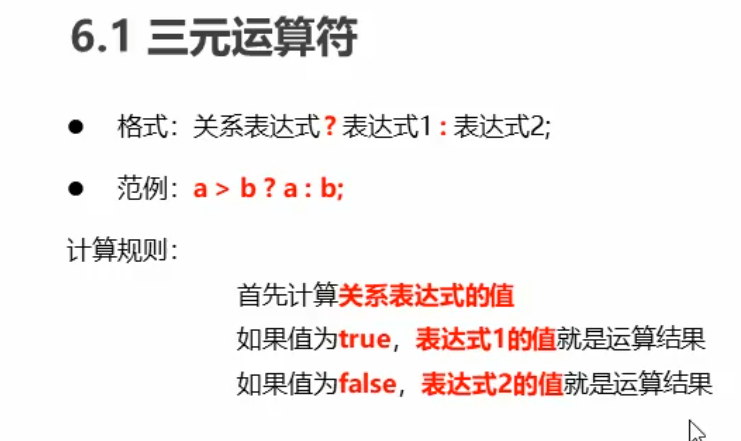 6.1 三元运算符
● 格式：关系表达式 ? 表达式1 : 表达式2;
● 范例：a > b ? a : b;
计算规则：
首先计算关系表达式的值
如果值为true，表达式1的值就是运算结果
如果值为false，表达式2的值就是运算结果